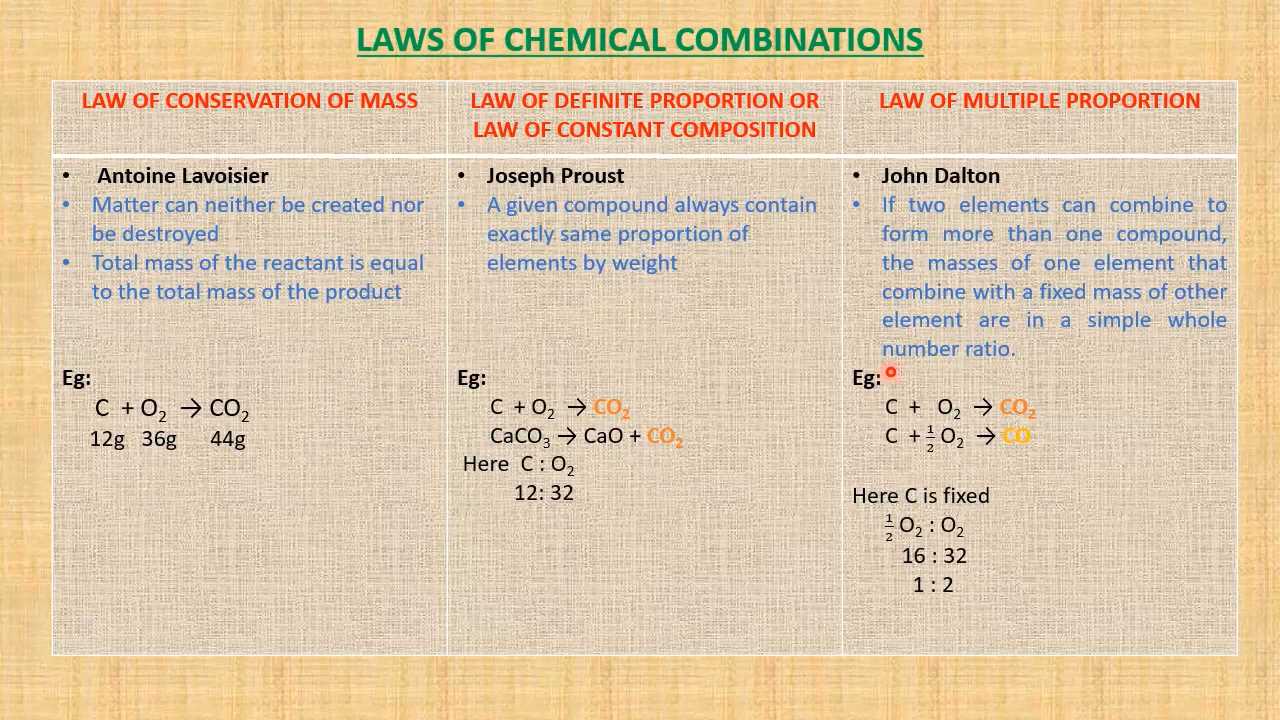 LAWS OF CHEMICAL COMBINATIONS
LAW OF CONSERVATION OF MASS
LAW OF DEFINITE PROPORTION OR
LAW OF CONSTANT COMPOSITION
LAW OF MULTIPLE PROPORTION
• Antoine Lavoisier
• Matter can neither be created nor
be destroyed
• Total mass of the reactant is equal
to the total mass of the product
Eg:
C + O₂ → CO₂
12g 36g 44g
• Joseph Proust
• A given compound always contain
exactly same proportion of
elements by weight
Eg:
C + O₂ → CO₂
CaCO₃ → CaO + CO₂
Here C : O₂
12: 32
• John Dalton
• If two elements can combine to
form more than one compound,
the masses of one element that
combine with a fixed mass of other
element are in a simple whole
number ratio.
Eg:
C + O₂ → CO₂
C + ½ O₂ → CO
Here C is fixed
½ O₂ : O₂
16 : 32
1 : 2